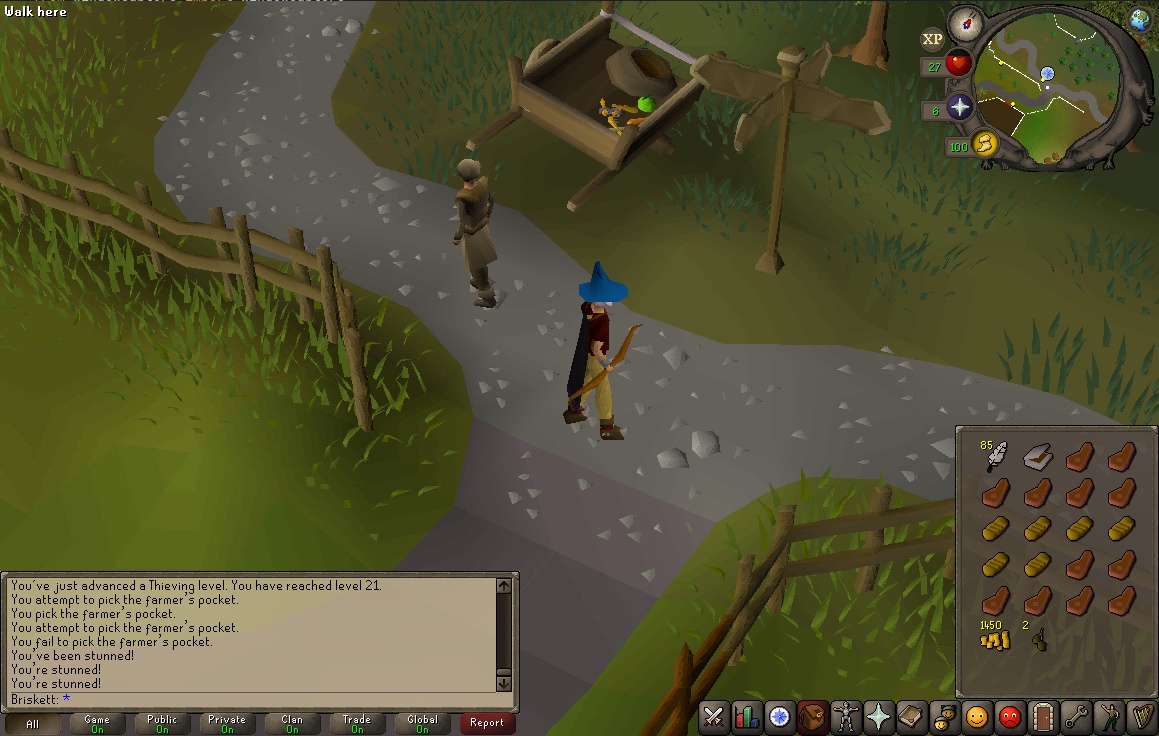 Walk here
XP
27
6
100
85
1450 2
You've just advanced a Thieving level. You have reached level 21.
You attempt to pick the farmer's pocket.
You pick the farmer's pocket.
You attempt to pick the farmer's pocket.
You fail to pick the farmer's pocket.
You've been stunned!
You're stunned!
You're stunned!
Briskett: *
All Game Public Private Clan Trade Global Report
On On On On On On